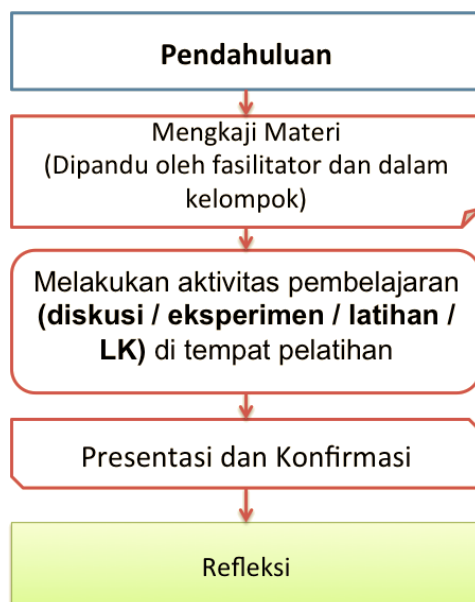 Pendahuluan
Mengkaji Materi
(Dipandu oleh fasilitator dan dalam
kelompok)
Melakukan aktivitas pembelajaran
(diskusi / eksperimen / latihan /
LK) di tempat pelatihan
Presentasi dan Konfirmasi
Refleksi